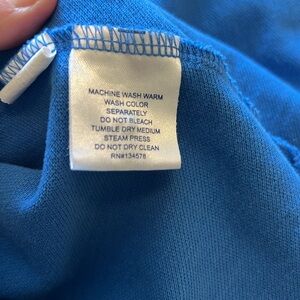 MACHINE WASH WARM
WASH COLOR
SEPARATELY
DO NOT BLEACH
TUMBLE DRY MEDIUM
STEAM PRESS
DO NOT DRY CLEAN
RN#134578